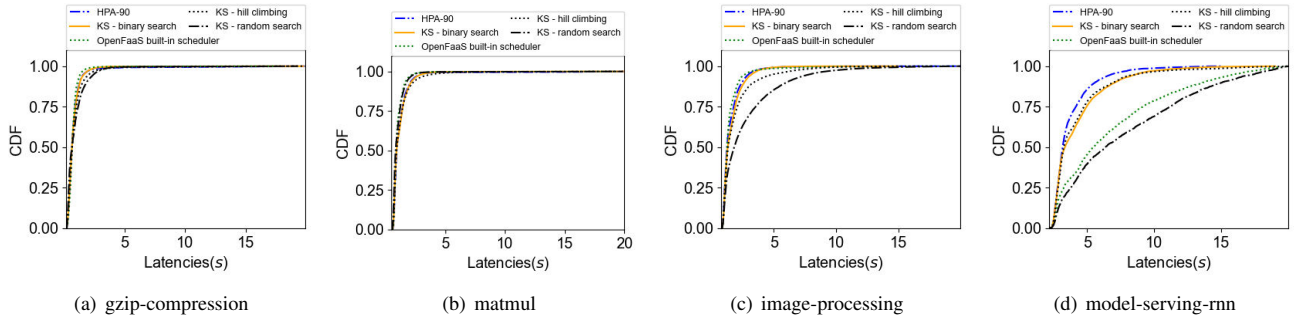 HPA-90
KS - hill climbing
KS - binary search
KS - random search
OpenFaaS built-in scheduler
1.00
0.75
0.50
0.25
0.00
CDF
5
10
15
Latencies(s)
(a) gzip-compression
HPA-90
KS - hill climbing
KS - binary search
KS - random search
OpenFaaS built-in scheduler
1.00
0.75
0.50
0.25
0.00
CDF
5
10
15
20
Latencies(s)
(b) matmul
HPA-90
KS - hill climbing
KS - binary search
KS - random search
OpenFaaS built-in scheduler
1.00
0.75
0.50
0.25
0.00
CDF
5
10
15
Latencies(s)
(c) image-processing
HPA-90
KS - hill climbing
KS - binary search
KS - random search
OpenFaaS built-in scheduler
1.00
0.75
0.50
0.25
0.00
CDF
5
10
15
Latencies(s)
(d) model-serving-rnn